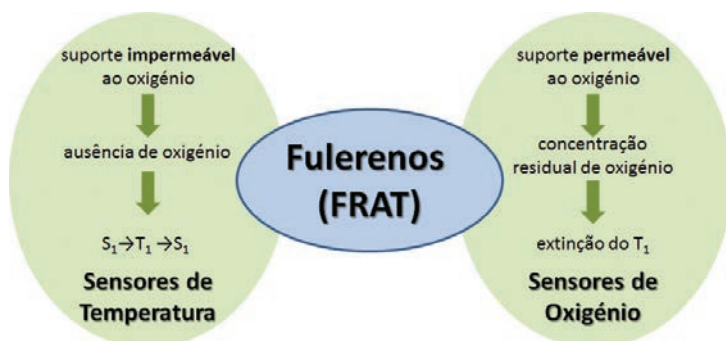 suporte impermeável
ao oxigénio
ausência de oxigénio
S₁→T₁→S₁
Sensores de
Temperatura
Fulerenos
(FRAT)
suporte permeável
ao oxigénio
concentração
residual de oxigénio
extinção do T₁
Sensores de
Oxigénio